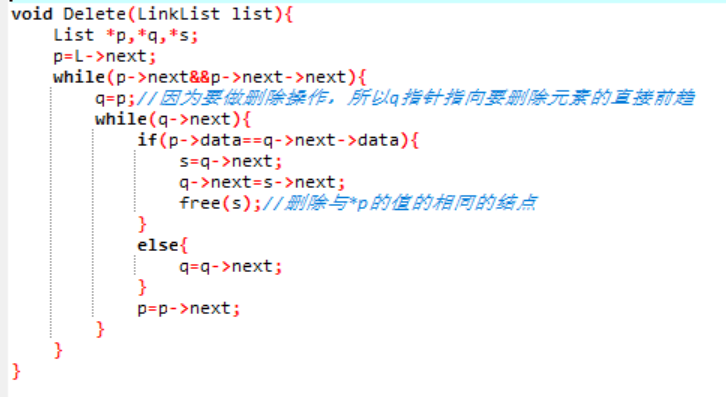 void Delete(LinkList list){
    List *p,*q,*s;
    p=L->next;
    while(p->next&&p->next->next){
        q=p;//因为要做删除操作，所以q指针指向要删除元素的直接前趋
        while(q->next){
            if(p->data==q->next->data){
                s=q->next;
                q->next=s->next;
                free(s);//删除与*p的值的相同的结点
            }
            else{
                q=q->next;
            }
            p=p->next;
        }
    }
}